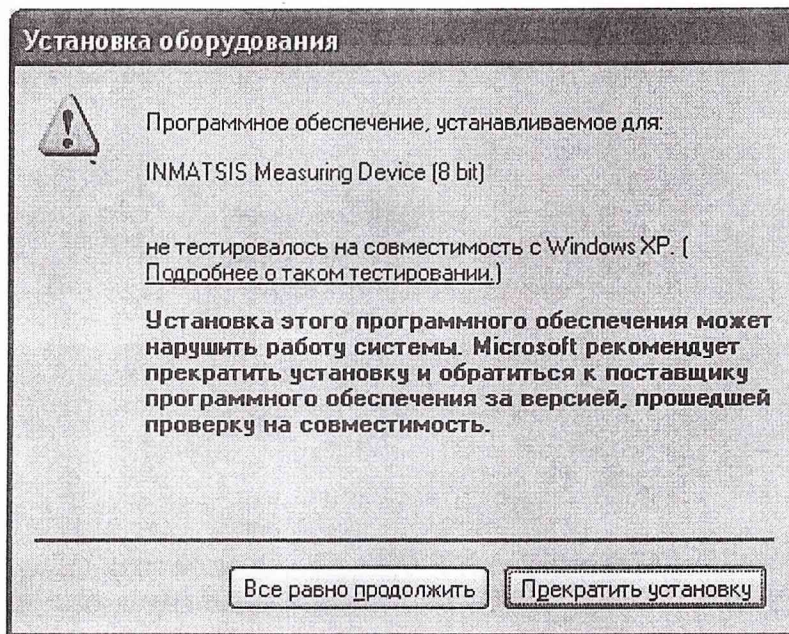 Установка оборудования
Программное обеспечение, устанавливаемое для:
INMATSIS Measuring Device (8 bit)
не тестировалось на совместимость с Windows XP. (
Подробнее о таком тестировании.)
Установка этого программного обеспечения может
нарушить работу системы. Microsoft рекомендует
прекратить установку и обратиться к поставщику
программного обеспечения за версией, прошедшей
проверку на совместимость.
Все равно продолжить
Прекратить установку